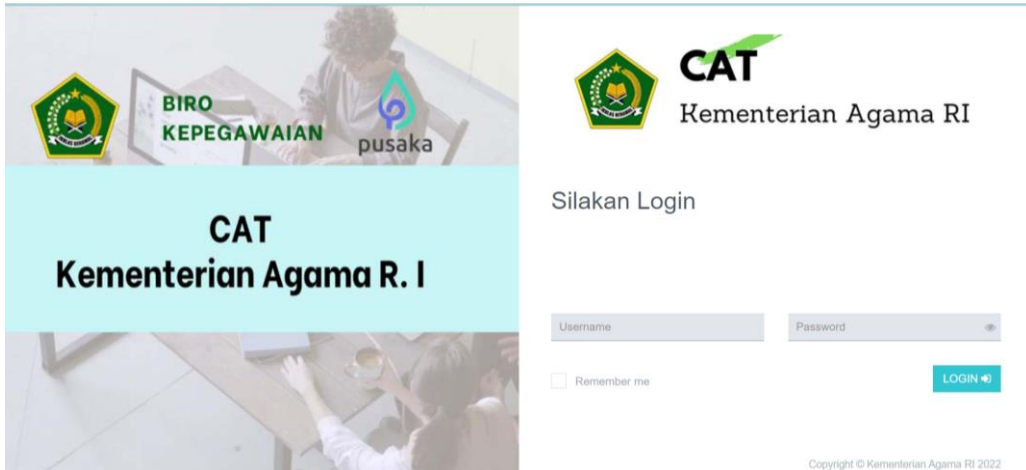 BIRO
KEPEGAWAIAN
pusaka
CAT
Kementerian Agama R. I
CAT
Kementerian Agama RI
Silakan Login
Username
Password
Remember me
LOGIN
Copyright © Kementerian Agama RI 2022